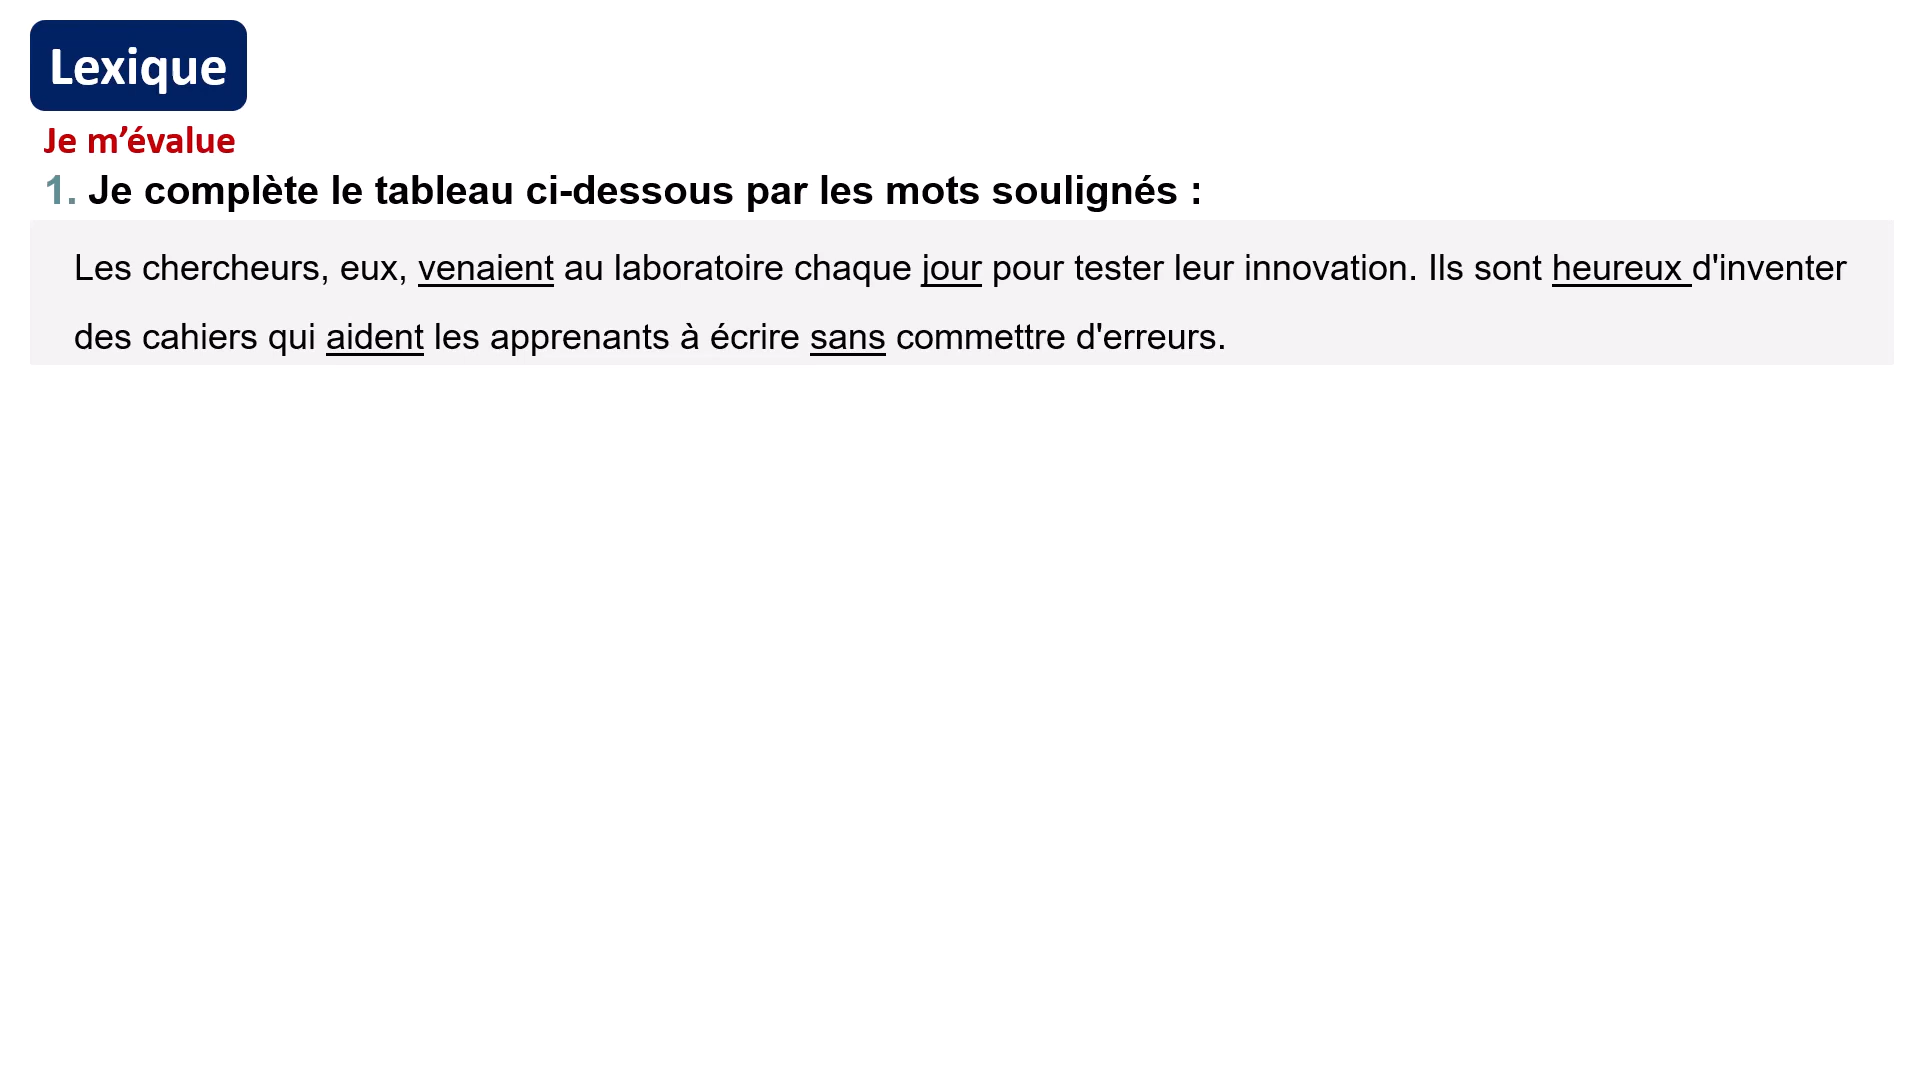 Lexique
Je m’évalue
1. Je complète le tableau ci-dessous par les mots soulignés :
Les chercheurs, eux, venaient au laboratoire chaque jour pour tester leur innovation. Ils sont heureux d'inventer
des cahiers qui aident les apprenants à écrire sans commettre d'erreurs.